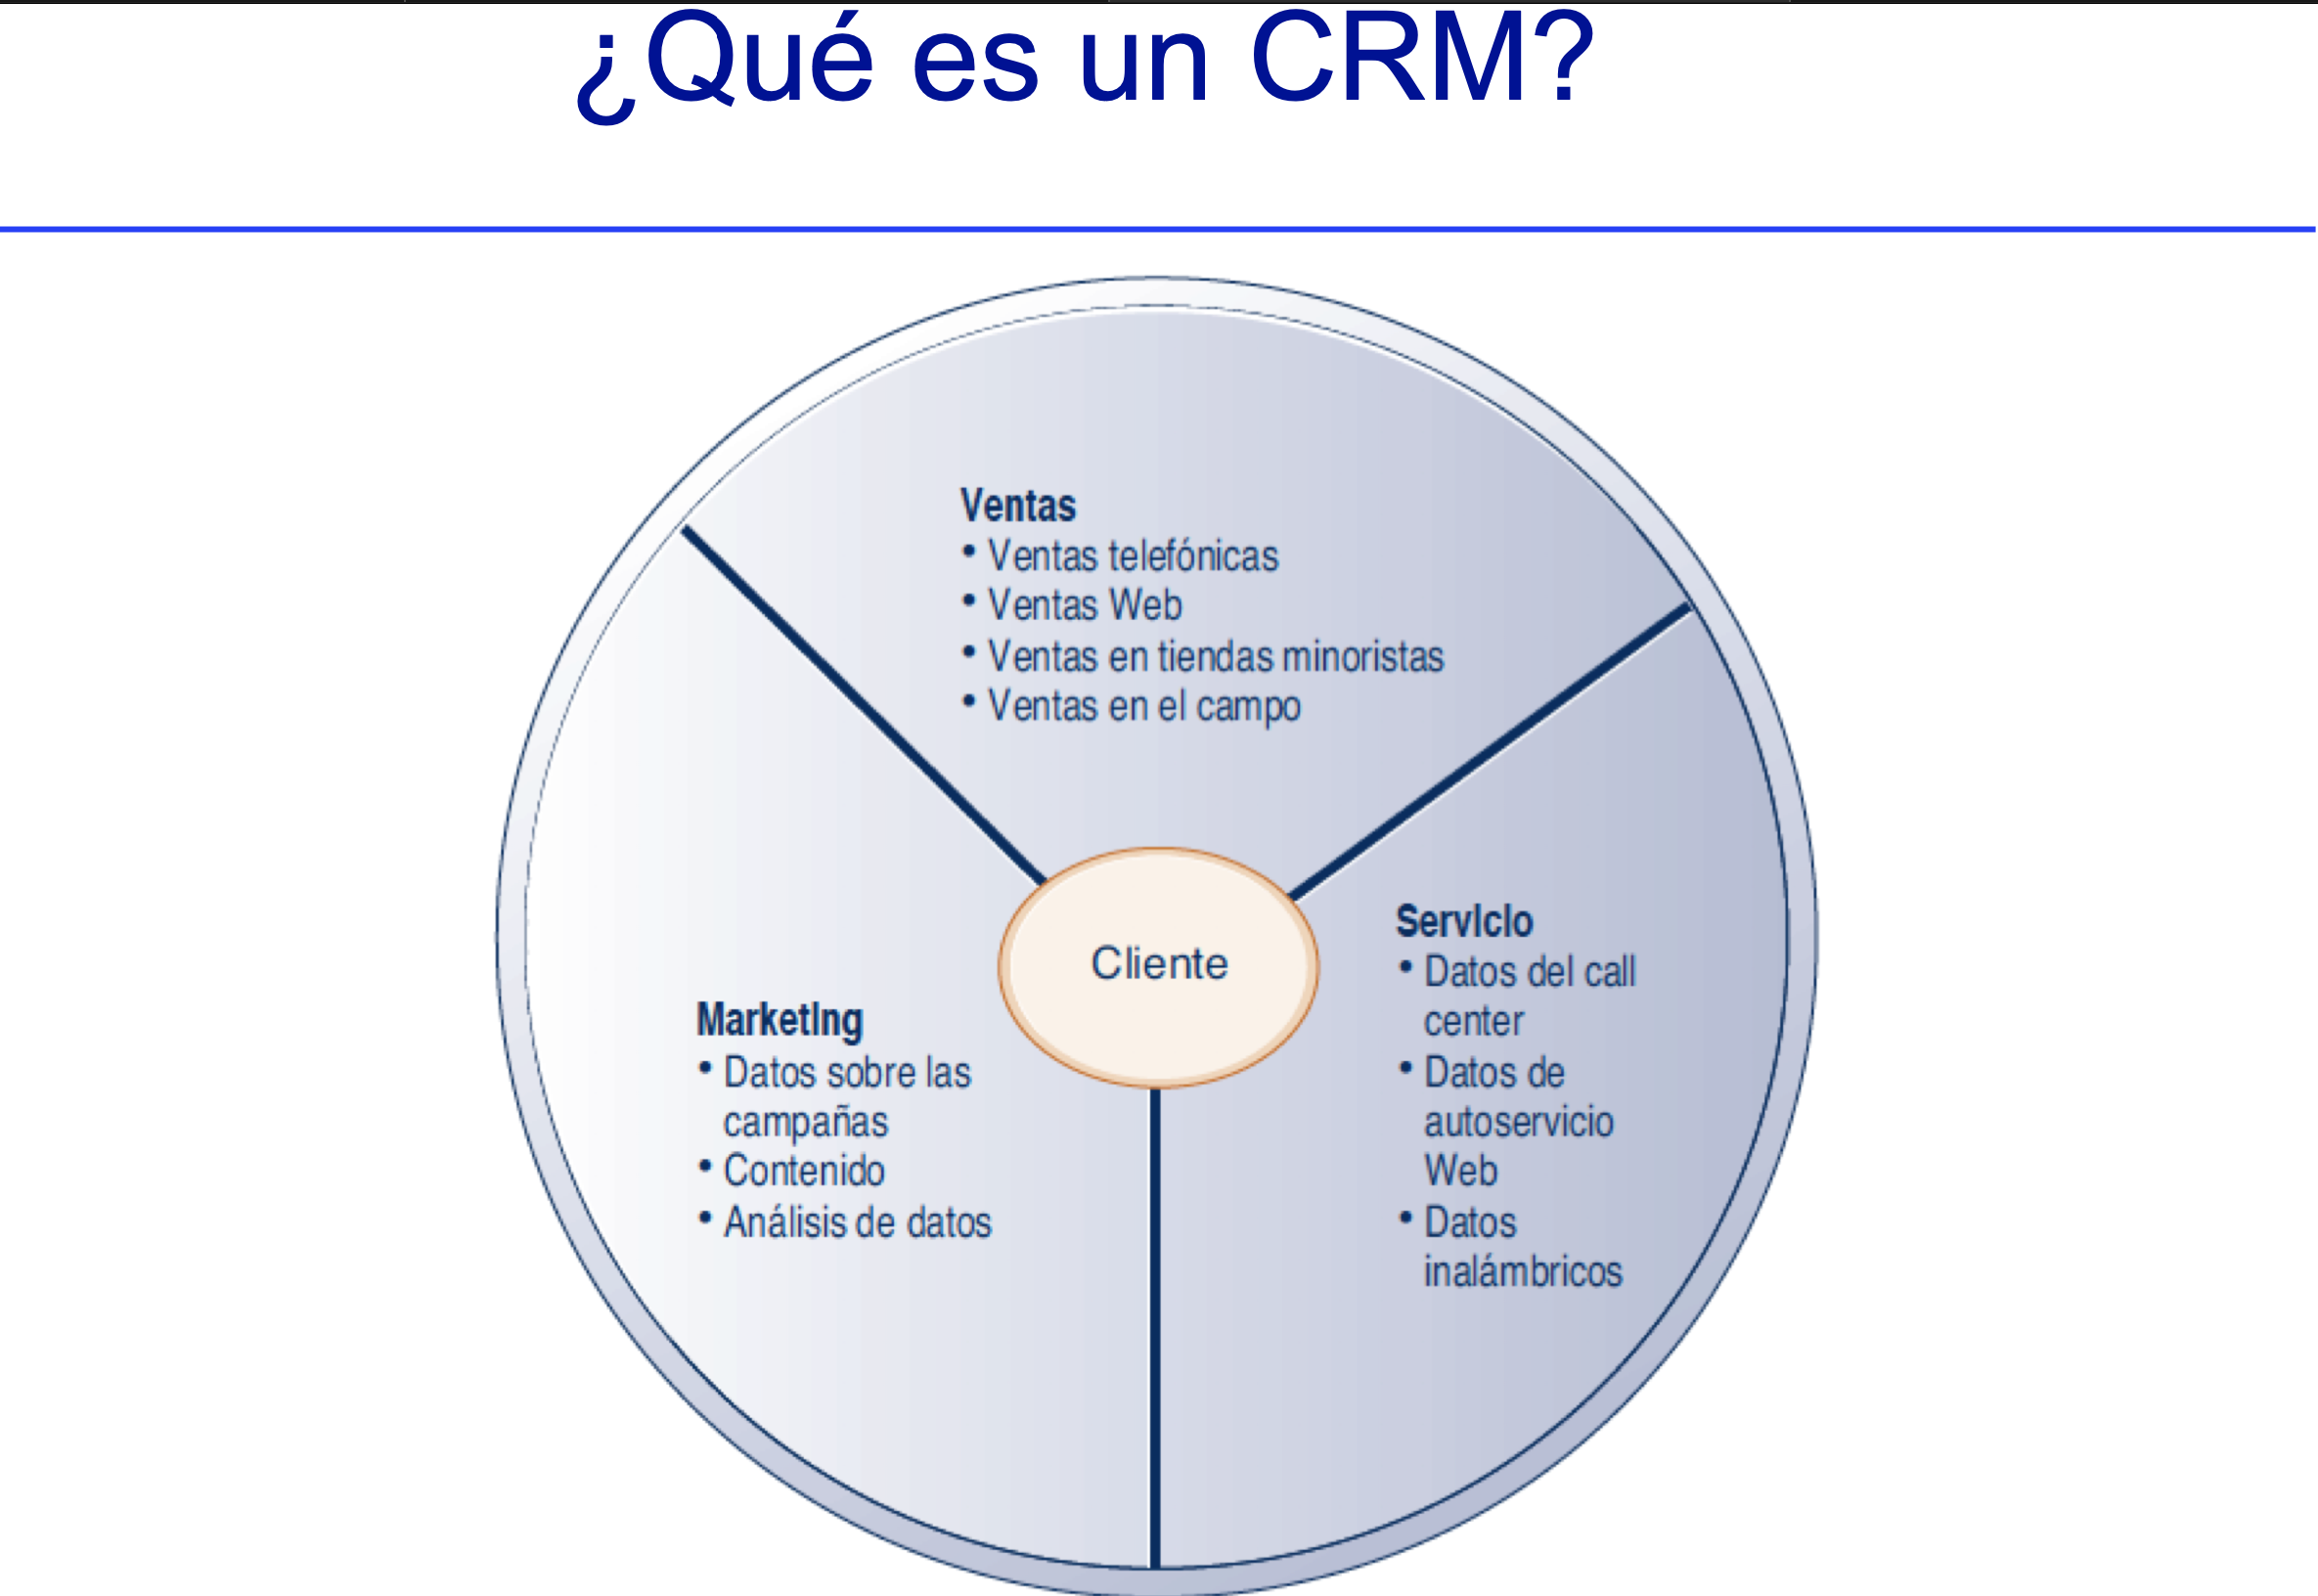 ¿Qué es un CRM?
Ventas
• Ventas telefónicas
• Ventas Web
• Ventas en tiendas minoristas
• Ventas en el campo
Cliente
Servicio
• Datos del call
center
• Datos de
autoservicio
Web
• Datos
inalámbricos
Marketing
• Datos sobre las
campañas
• Contenido
• Análisis de datos